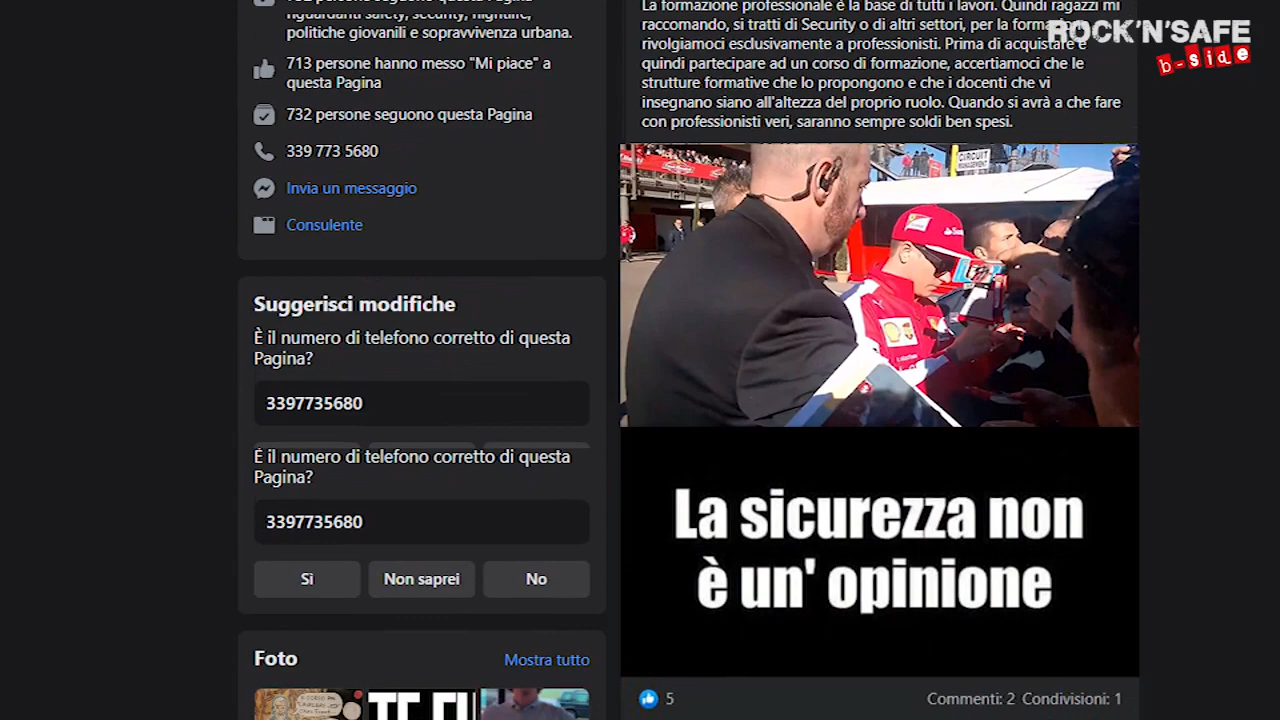 riguardanti safety, security, nightlife,
politiche giovanili e sopravvivenza urbana.
713 persone hanno messo "Mi piace" a
questa Pagina
732 persone seguono questa Pagina
339 773 5680
Invia un messaggio
Consulente
Suggerisci modifiche
È il numero di telefono corretto di questa
Pagina?
3397735680
È il numero di telefono corretto di questa
Pagina?
3397735680
Sì
Non saprei
No
Foto
Mostra tutto
La formazione professionale è la base di tutti i lavori. Quindi ragazzi mi
raccomando, si tratti di Security o di altri settori, per la formazione
rivolgiamoci esclusivamente a professionisti. Prima di acquistare e
quindi partecipare ad un corso di formazione, accertiamoci che le
strutture formative che lo propongono e che i docenti che vi
insegnano siano all'altezza del proprio ruolo. Quando si avrà a che fare
con professionisti veri, saranno sempre soldi ben spesi.
CIRCUIT
MANAGEMENT
La sicurezza non
è un' opinione
5
Commenti: 2 Condivisioni: 1
ROCK'N'SAFE
b-side